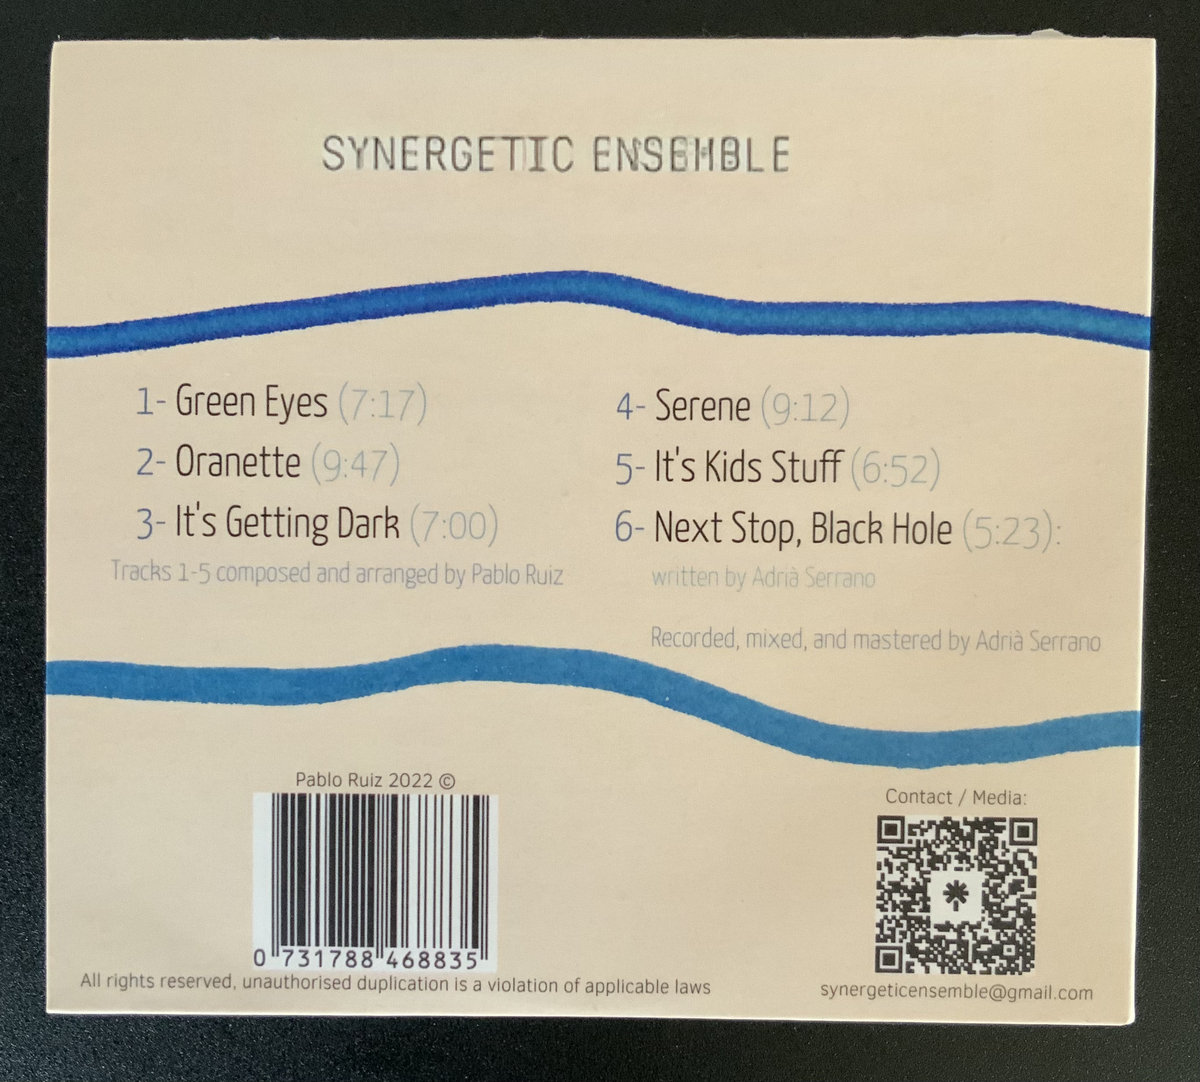 SYNERGETIC ENSEMBLE
1- Green Eyes (7:17)
2- Oranette (9:47)
3- It's Getting Dark (7:00)
Tracks 1-5 composed and arranged by Pablo Ruiz
4- Serene (9:12)
5- It's Kids Stuff (6:52)
6- Next Stop, Black Hole (5:23):
written by Adrià Serrano
Recorded, mixed, and mastered by Adrià Serrano
Pablo Ruiz 2022 ©
0 731788 468835
All rights reserved, unauthorised duplication is a violation of applicable laws
Contact / Media:
synergeticensemble@gmail.com